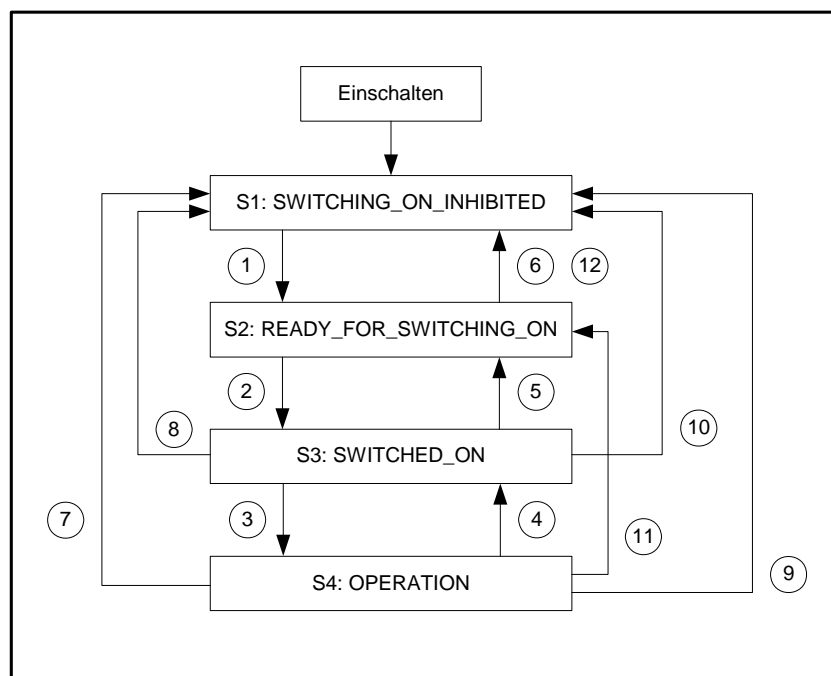 Einschalten
S1: SWITCHING_ON_INHIBITED
1
6
12
S2: READY_FOR_SWITCHING_ON
2
5
8
10
S3: SWITCHED_ON
7
3
4
11
9
S4: OPERATION